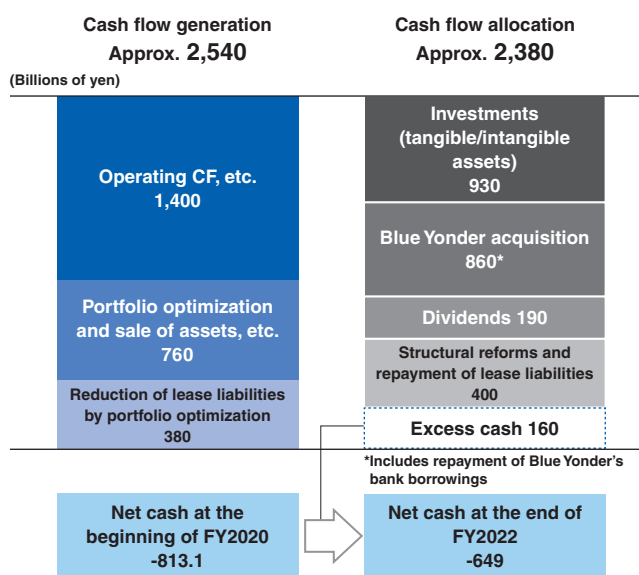 Cash flow generation
Approx. 2,540
Cash flow allocation
Approx. 2,380
(Billions of yen)
Operating CF, etc.
1,400
Portfolio optimization
and sale of assets, etc.
760
Reduction of lease liabilities
by portfolio optimization
380
Investments
(tangible/intangible
assets)
930
Blue Yonder acquisition
860*
Dividends 190
Structural reforms and
repayment of lease liabilities
400
Excess cash 160
*Includes repayment of Blue Yonder's
bank borrowings
Net cash at the
beginning of FY2020
-813.1
Net cash at the end of
FY2022
-649